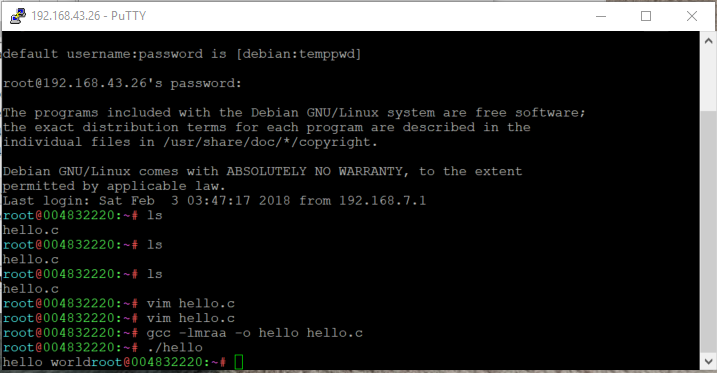 192.168.43.26 - PuTTY
default username:password is [debian:temppwd]
root@192.168.43.26's password:
The programs included with the Debian GNU/Linux system are free software;
the exact distribution terms for each program are described in the
individual files in /usr/share/doc/*/copyright.
Debian GNU/Linux comes with ABSOLUTELY NO WARRANTY, to the extent
permitted by applicable law.
Last login: Sat Feb  3 03:47:17 2018 from 192.168.7.1
root@004832220:~# ls
hello.c
root@004832220:~# ls
hello.c
root@004832220:~# ls
hello.c
root@004832220:~# vim hello.c
root@004832220:~# vim hello.c
root@004832220:~# gcc -lmraa -o hello hello.c
root@004832220:~# ./hello
hello worldroot@004832220:~#